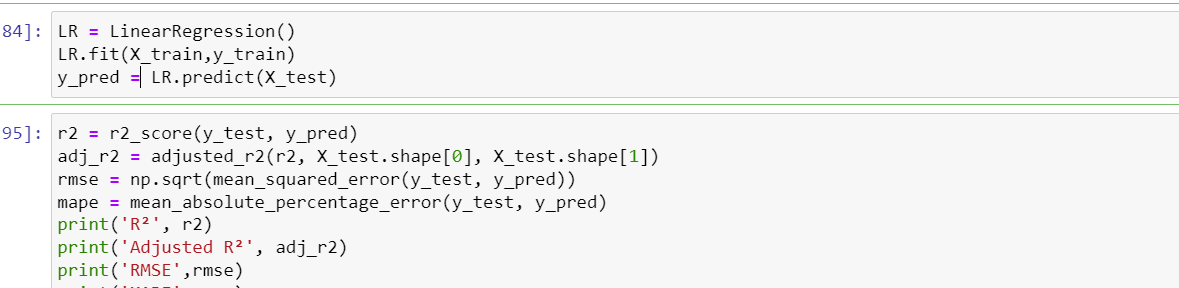 84]: LR = LinearRegression()
LR.fit(X_train,y_train)
y_pred = LR.predict(X_test)
95]: r2 = r2_score(y_test, y_pred)
adj_r2 = adjusted_r2(r2, X_test.shape[0], X_test.shape[1])
rmse = np.sqrt(mean_squared_error(y_test, y_pred))
mape = mean_absolute_percentage_error(y_test, y_pred)
print('R²', r2)
print('Adjusted R²', adj_r2)
print('RMSE',rmse)